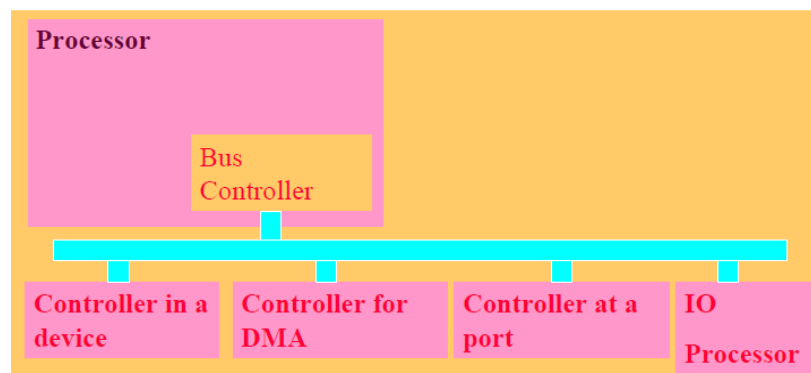 Processor
Bus
Controller
Controller in a
device
Controller for
DMA
Controller at a
port
IO
Processor